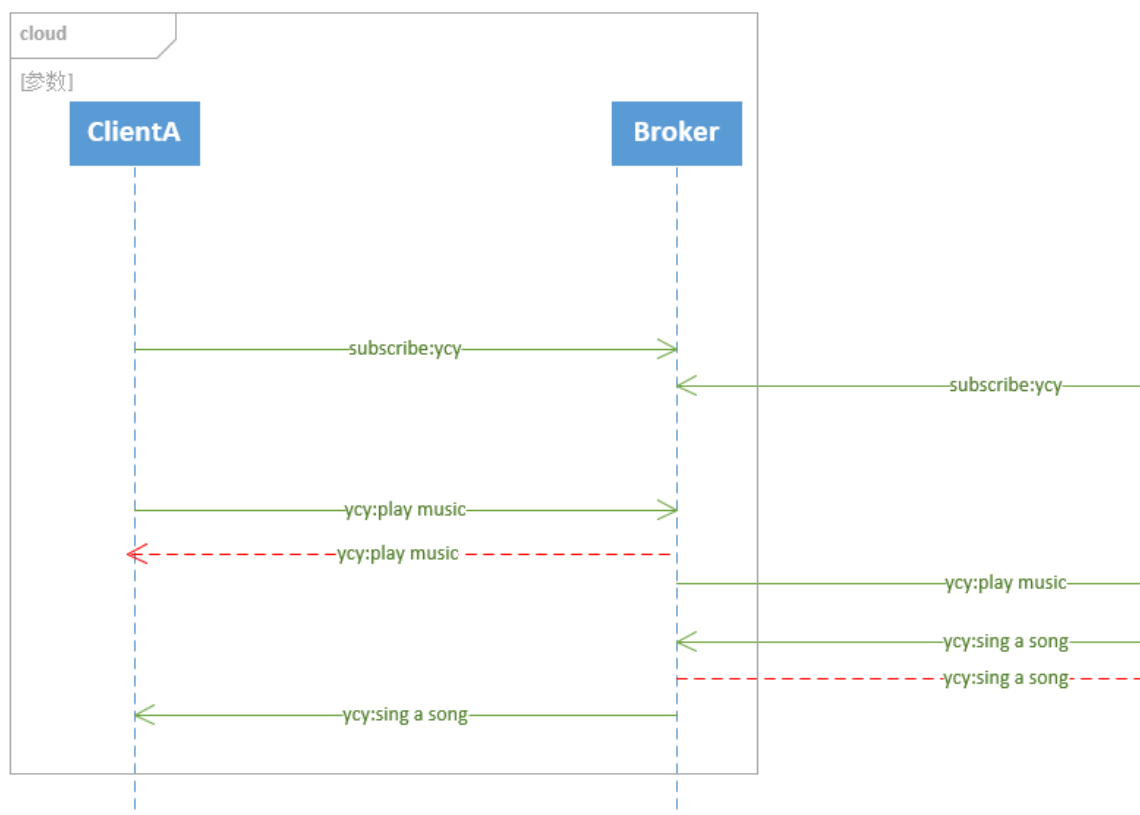 cloud
[参数]
ClientA
Broker
subscribe:ycy
subscribe:ycy
ycy:play music
ycy:play music
ycy:play music
ycy:sing a song
ycy:sing a song
ycy:sing a song